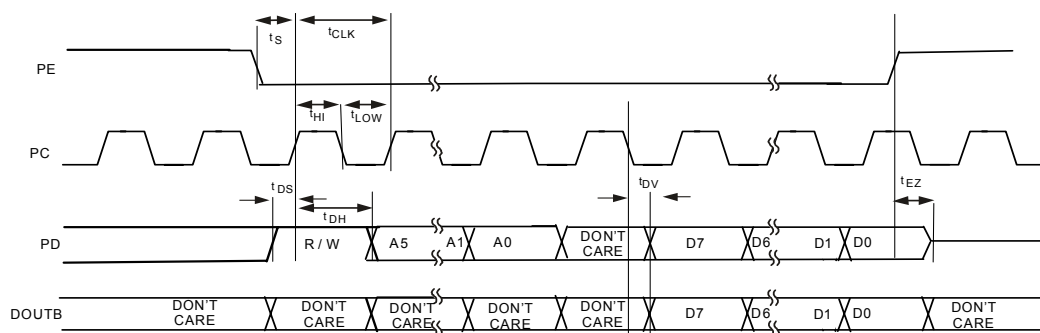 tS
tCLK
PE
tHI
tLOW
PC
tDS
tDH
tDV
tEZ
PD
R / W
A5
A1
A0
DON'T
CARE
D7
D6
D1
D0
DOUTB
DON'T
CARE
DON'T
CARE
DON'T
CARE
DON'T
CARE
DON'T
CARE
D7
D6
D1
D0
DON'T
CARE